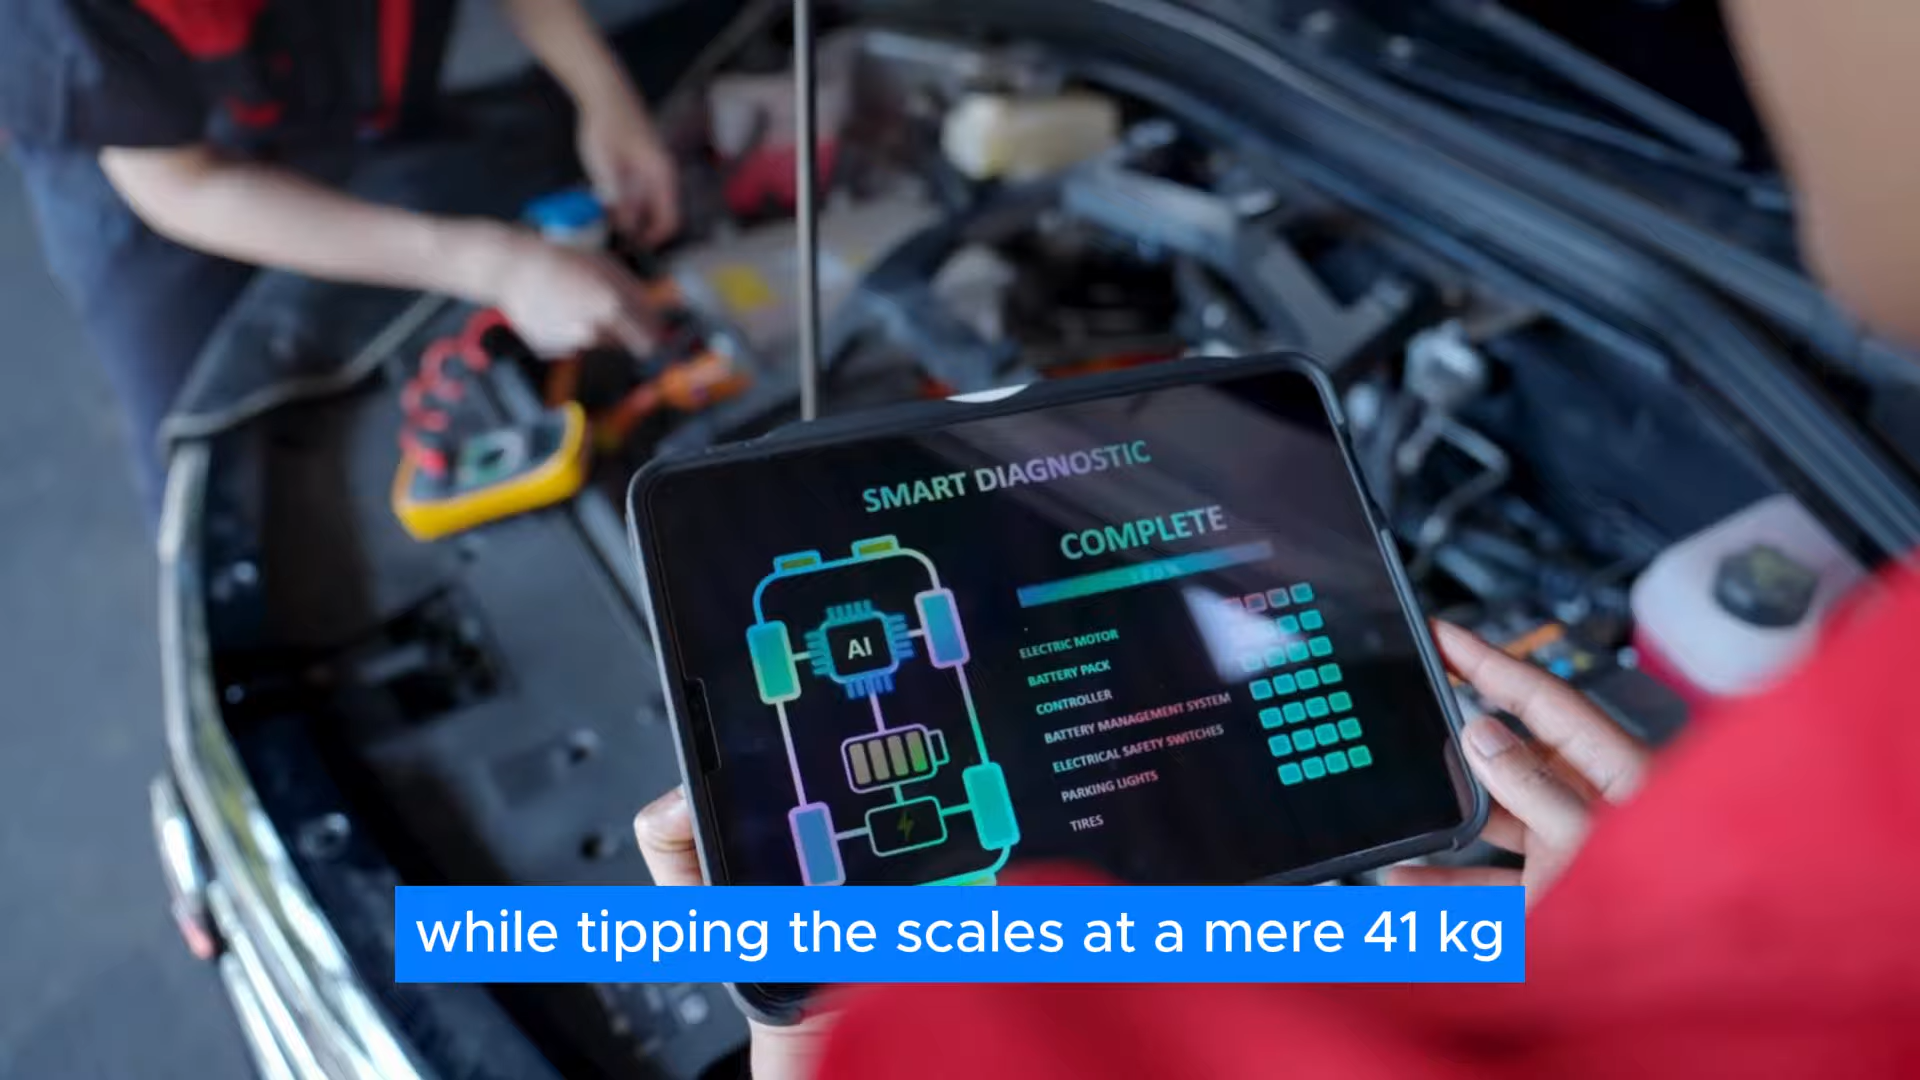 SMART DIAGNOSTIC
COMPLETE
AI
ELECTRIC MOTOR
BATTERY PACK
CONTROLLER
BATTERY MANAGEMENT SYSTEM
ELECTRICAL SAFETY SWITCHES
PARKING LIGHTS
TIRES
while tipping the scales at a mere 41 kg